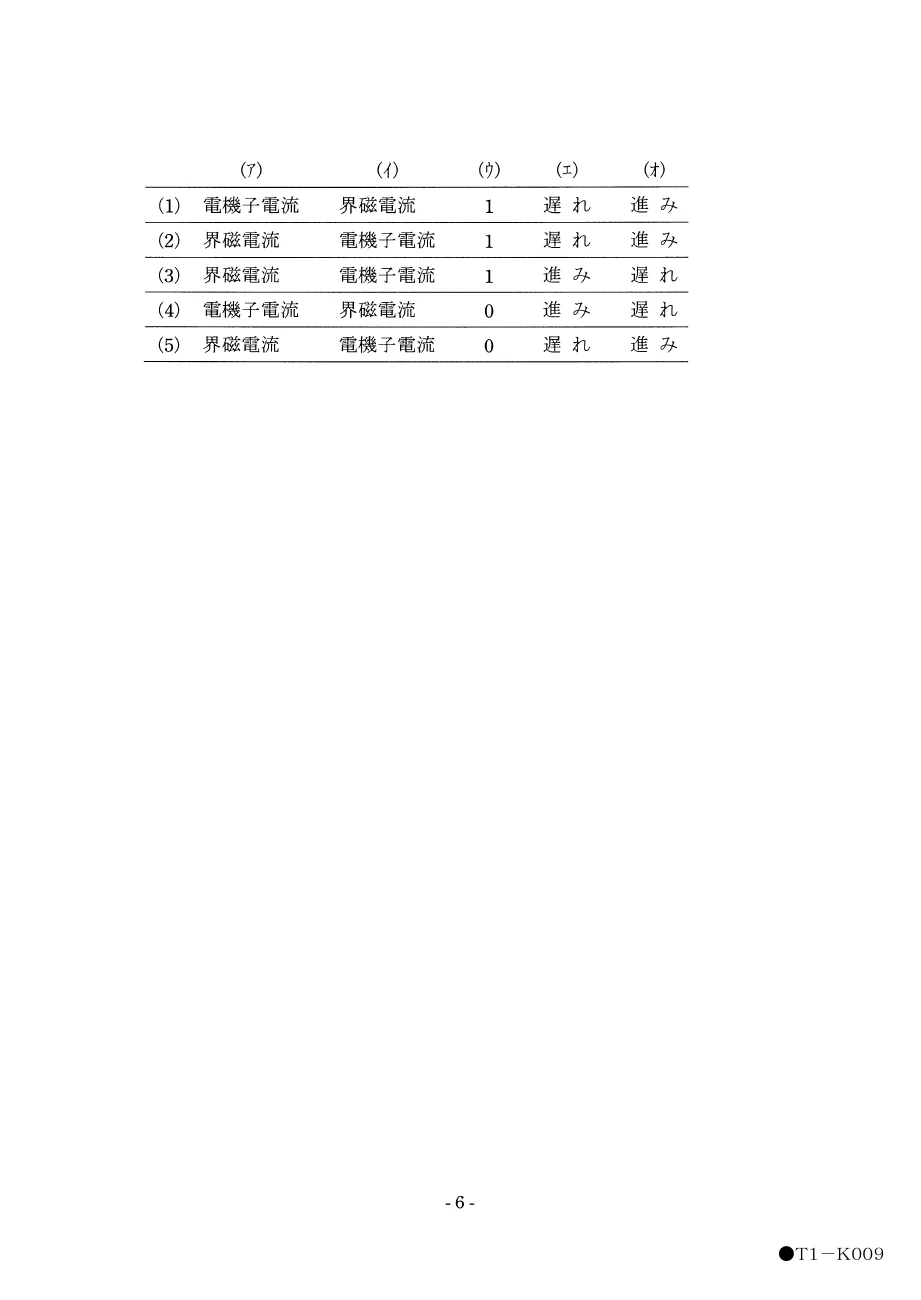 (ｱ) (ｲ) (ｳ) (ｴ) (ｵ)
(1) 電機子電流 界磁電流 1 遅 れ 進 み
(2) 界磁電流 電機子電流 1 遅 れ 進 み
(3) 界磁電流 電機子電流 1 進 み 遅 れ
(4) 電機子電流 界磁電流 0 進 み 遅 れ
(5) 界磁電流 電機子電流 0 遅 れ 進 み
- 6 -
●T1－K009